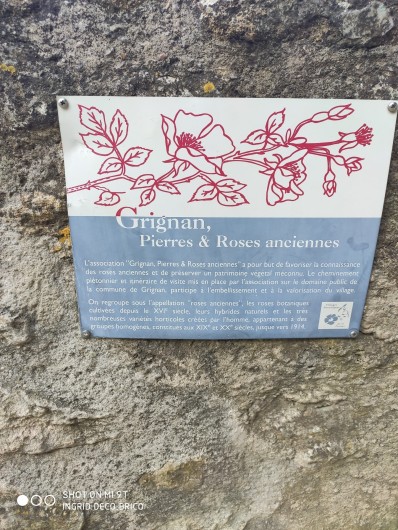 Grignan,
Pierres & Roses anciennes
L'association "Grignan, Pierres & Roses anciennes" a pour but de favoriser la connaissance
des roses anciennes et de préserver un patrimoine végétal méconnu. Le cheminement
piétonnier et itinéraire de visite mis en place par l'association sur le domaine public de
la commune de Grignan, participe à l'embellissement et à la valorisation du village.
On regroupe sous l'appellation "roses anciennes", les roses botaniques
cultivées depuis le XVIe siècle, leurs hybrides naturels et les très
nombreuses variétés horticoles créées par l'homme, appartenant à des
groupes homogènes, constitués aux XIXe et XXe siècles, jusque vers 1914.
SHOT ON MI 9T
INGRID DECO BRICO